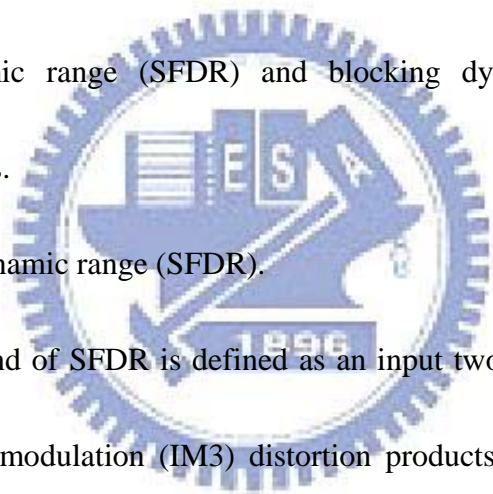 ic range (SFDR) and blocking dy
.
namic range (SFDR).
E S A
1896
nd of SFDR is defined as an input two
modulation (IM3) distortion products